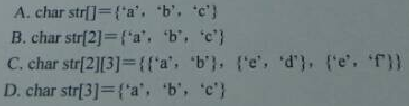 A. char str[]={‘a’, ‘b’, ‘c’}
B. char str[2]={‘a’, ‘b’, ‘c’}
C. char str[2][3]={{‘a’, ‘b’}, {‘e’, ‘d’}, {‘e’, ‘f’}}
D. char str[3]={‘a’, ‘b’, ‘c’}